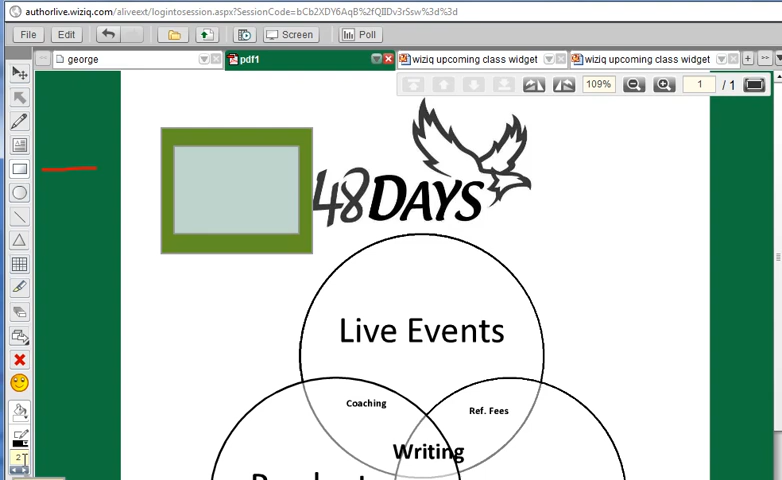 authorlive.wiziq.com/aliveext/logintosession.aspx?SessionCode=bCb2XDY6AqB%2fQIIDv3rSsw%3d%3d
File Edit Screen Poll
george pdf1 wiziq upcoming class widget wiziq upcoming class widget
109% 1 / 1
48DAYS
Live Events
Coaching
Ref. Fees
Writing
2